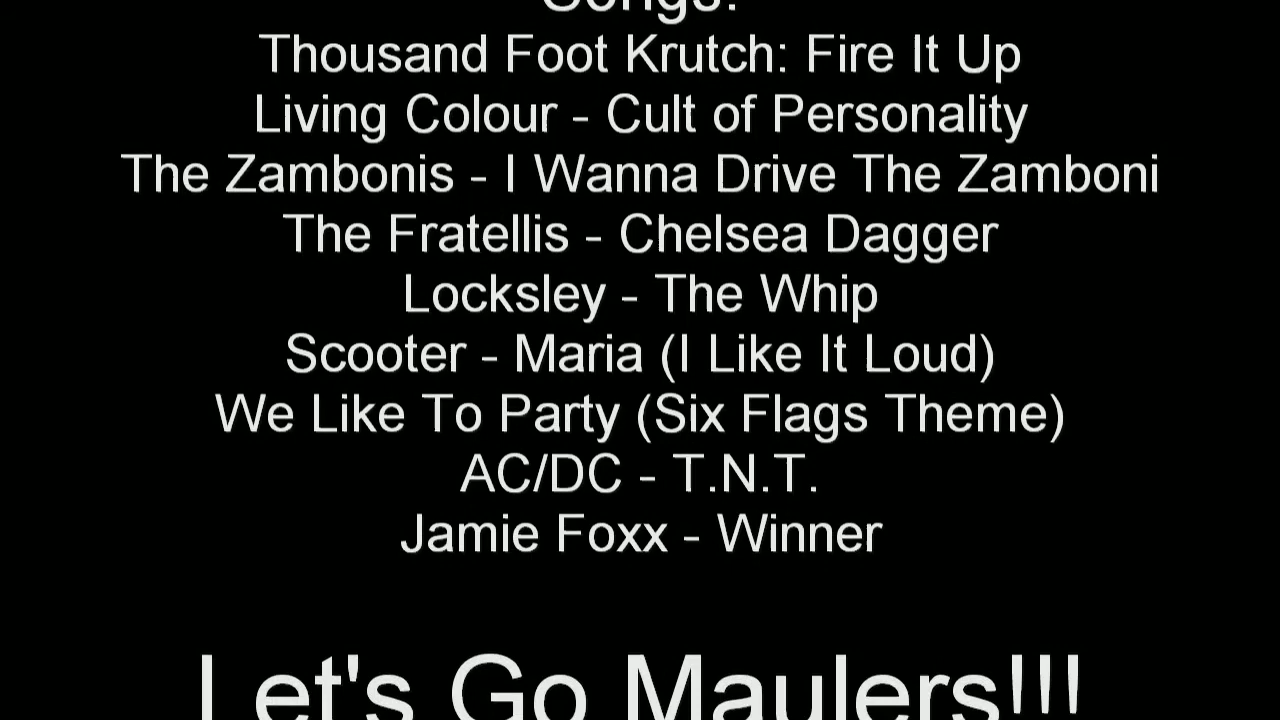 Songs:
Thousand Foot Krutch: Fire It Up
Living Colour - Cult of Personality
The Zambonis - I Wanna Drive The Zamboni
The Fratellis - Chelsea Dagger
Locksley - The Whip
Scooter - Maria (I Like It Loud)
We Like To Party (Six Flags Theme)
AC/DC - T.N.T.
Jamie Foxx - Winner
Let's Go Maulers!!!